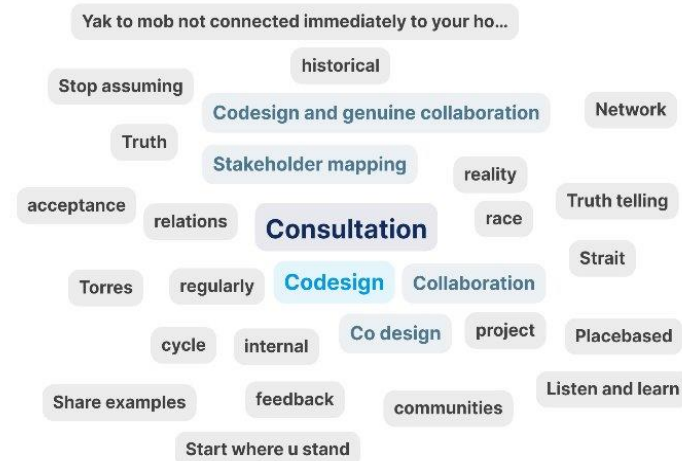 Yak to mob not connected immediately to your ho...
historical
Stop assuming
Codesign and genuine collaboration
Network
Truth
Stakeholder mapping
reality
acceptance
relations
Consultation
race
Truth telling
Strait
Torres
regularly
Codesign
Collaboration
cycle
internal
Co design
project
Placebased
Share examples
feedback
communities
Listen and learn
Start where u stand